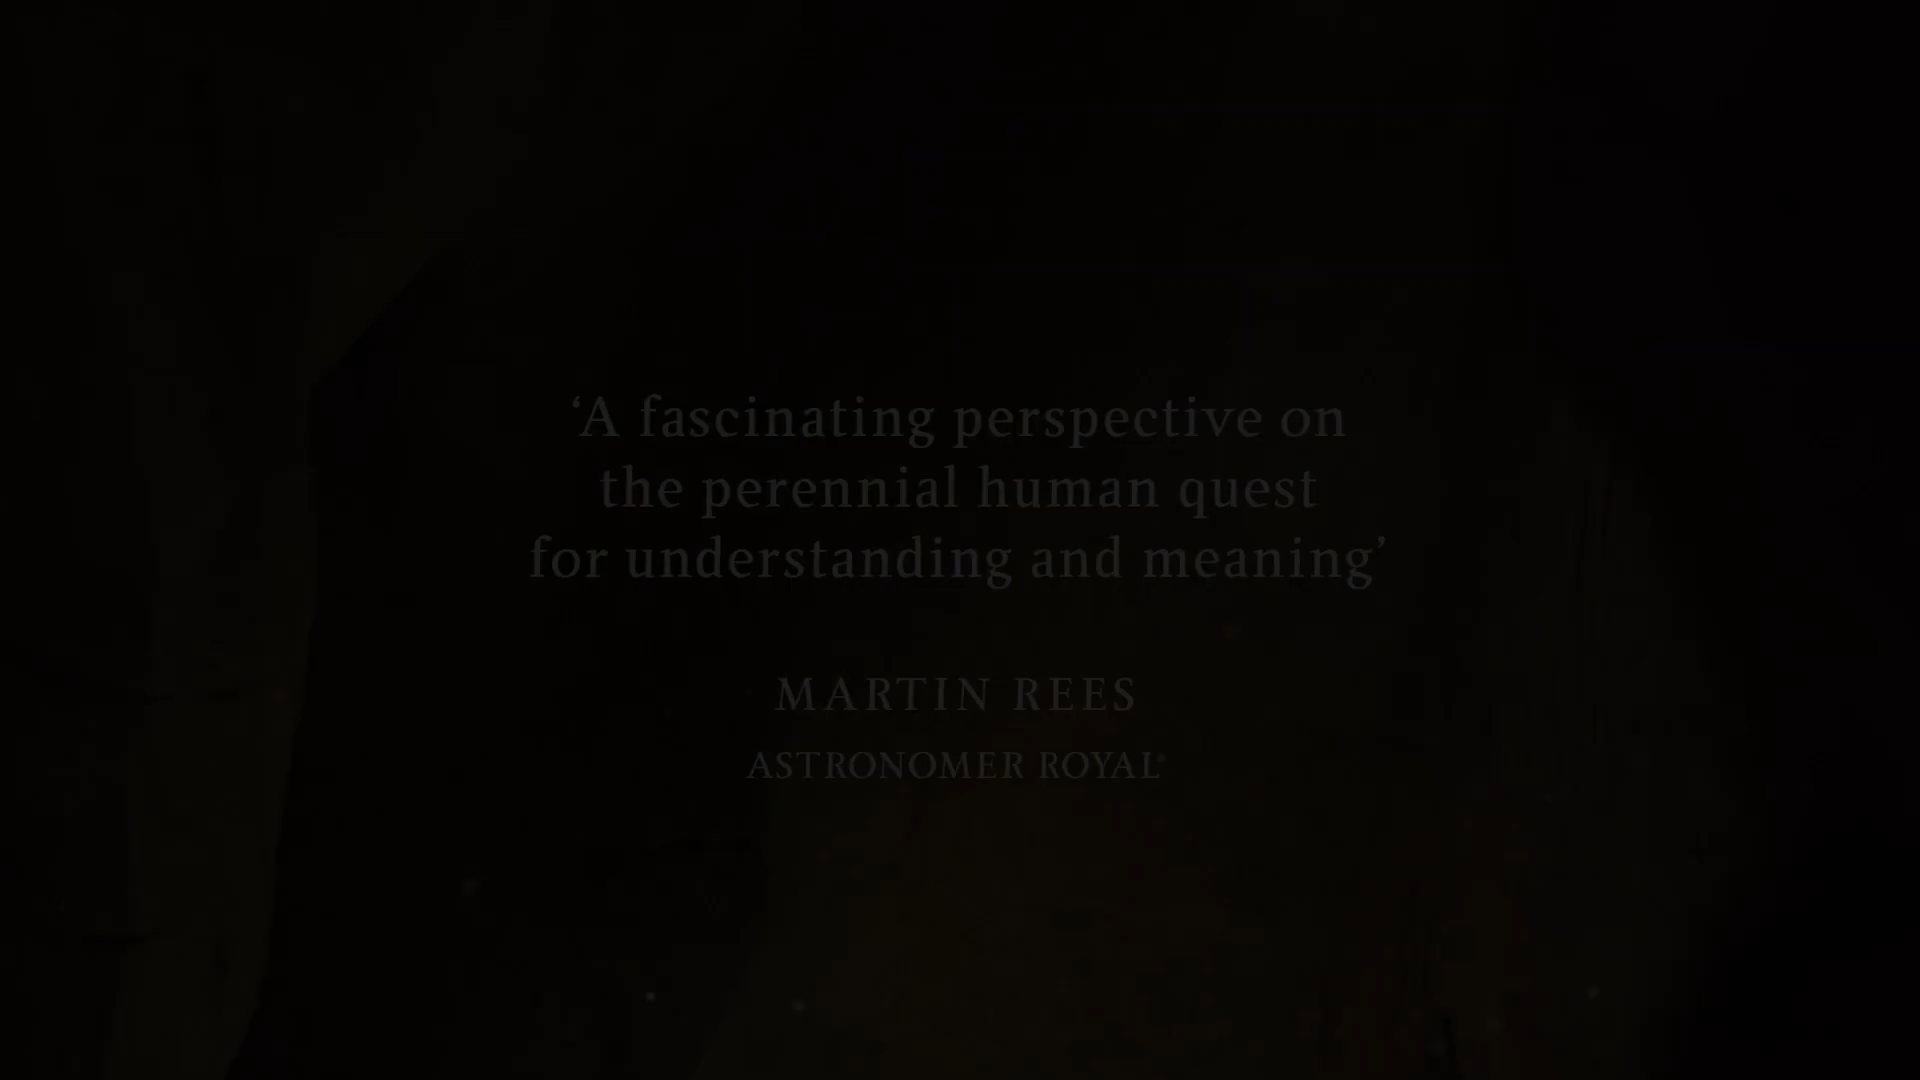 ‘A fascinating perspective on
the perennial human quest
for understanding and meaning’
MARTIN REES
ASTRONOMER ROYAL